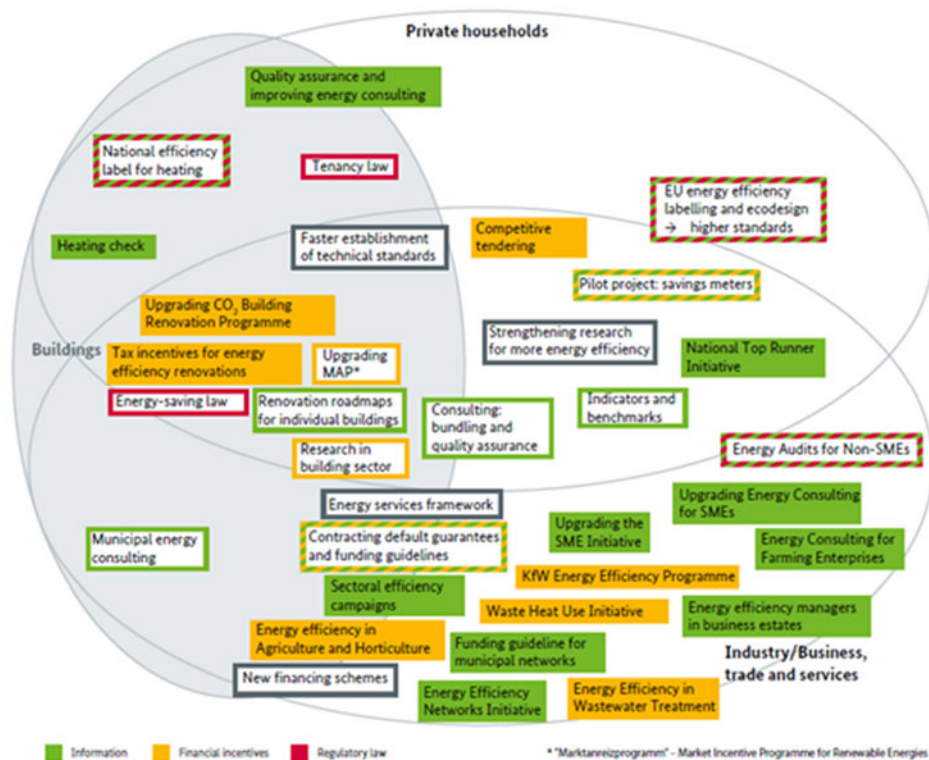 Private households
Quality assurance and
improving energy consulting
National efficiency
label for heating
Tenancy law
EU energy efficiency
labelling and ecodesign
→ higher standards
Heating check
Faster establishment
of technical standards
Competitive
tendering
Pilot project: savings meters
Upgrading CO₂ Building
Renovation Programme
Strengthening research
for more energy efficiency
Buildings
Tax incentives for energy
efficiency renovations
Upgrading
MAP*
National Top Runner
Initiative
Energy-saving law
Renovation roadmaps
for individual buildings
Consulting:
bundling and
quality assurance
Indicators and
benchmarks
Research in
building sector
Energy Audits for Non-SMEs
Energy services framework
Upgrading Energy Consulting
for SMEs
Municipal energy
consulting
Contracting default guarantees
and funding guidelines
Upgrading the
SME Initiative
Energy Consulting for
Farming Enterprises
Sectoral efficiency
campaigns
KfW Energy Efficiency Programme
Waste Heat Use Initiative
Energy efficiency managers
in business estates
Energy efficiency in
Agriculture and Horticulture
Funding guideline for
municipal networks
Industry/Business,
trade and services
New financing schemes
Energy Efficiency
Networks Initiative
Energy Efficiency in
Wastewater Treatment
Information
Financial incentives
Regulatory law
* "Marktanreizprogramm" – Market Incentive Programme for Renewable Energies